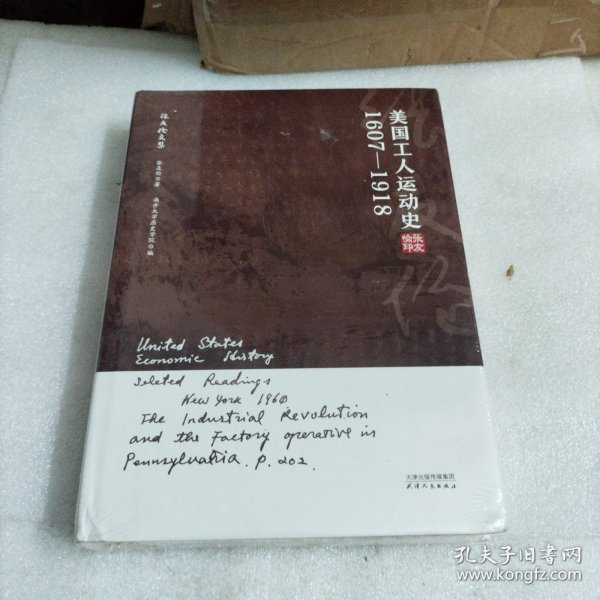 美国工人运动史
1607—1918
张友伦印
张友伦文集
张友伦◎著
南开大学历史学院◎编
United States
Economic History
Seleted Readings
New York 1960
The Industrial Revolution
and the Factory operative in
Pennsylvatria. P. 202.
天津出版传媒集团
天津人民出版社
孔夫子旧书网
www.kongfz.com